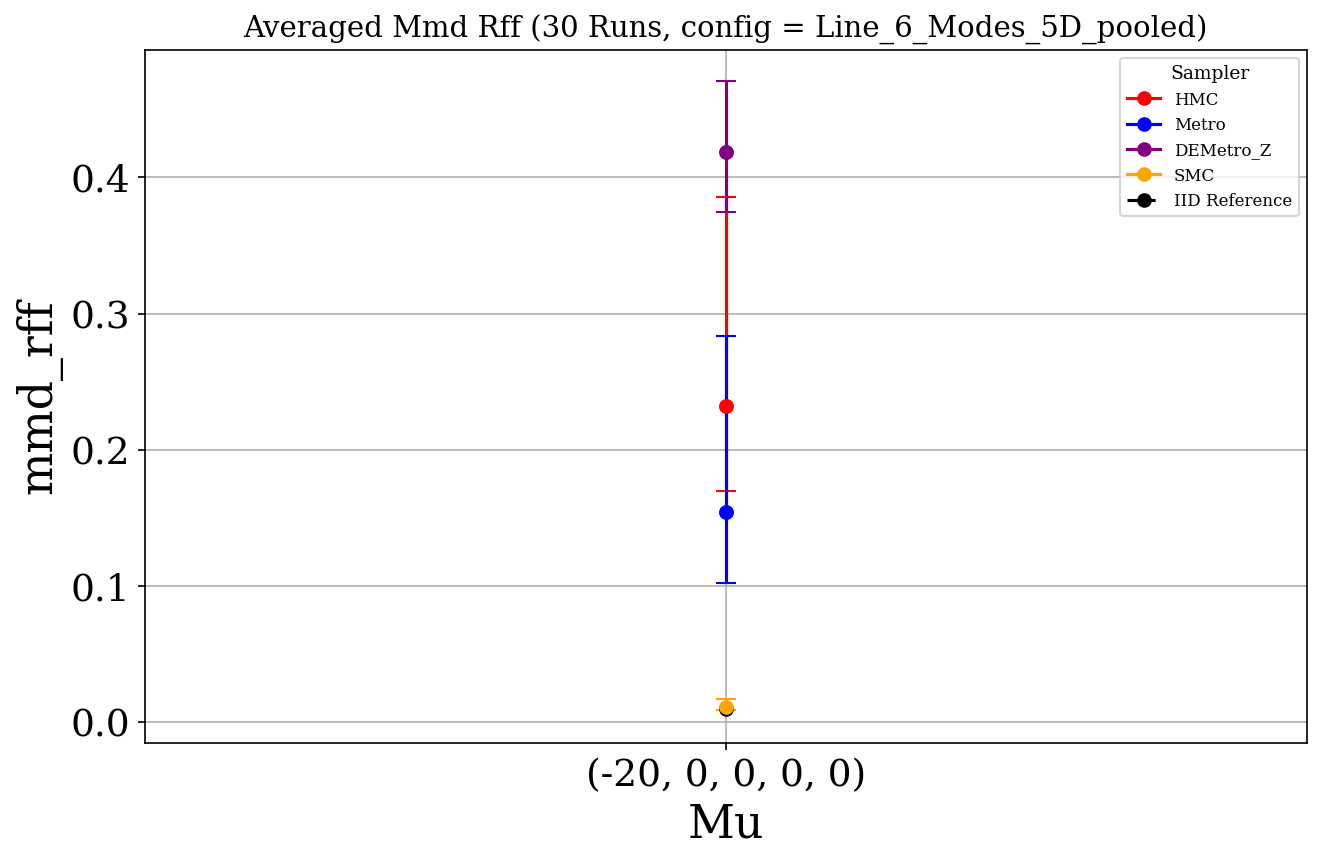 Averaged Mmd Rff (30 Runs, config = Line_6_Modes_5D_pooled)
Sampler
HMC
Metro
DEMetro_Z
SMC
IID Reference
mmd_rff
0.4
0.3
0.2
0.1
0.0
(-20, 0, 0, 0, 0)
Mu